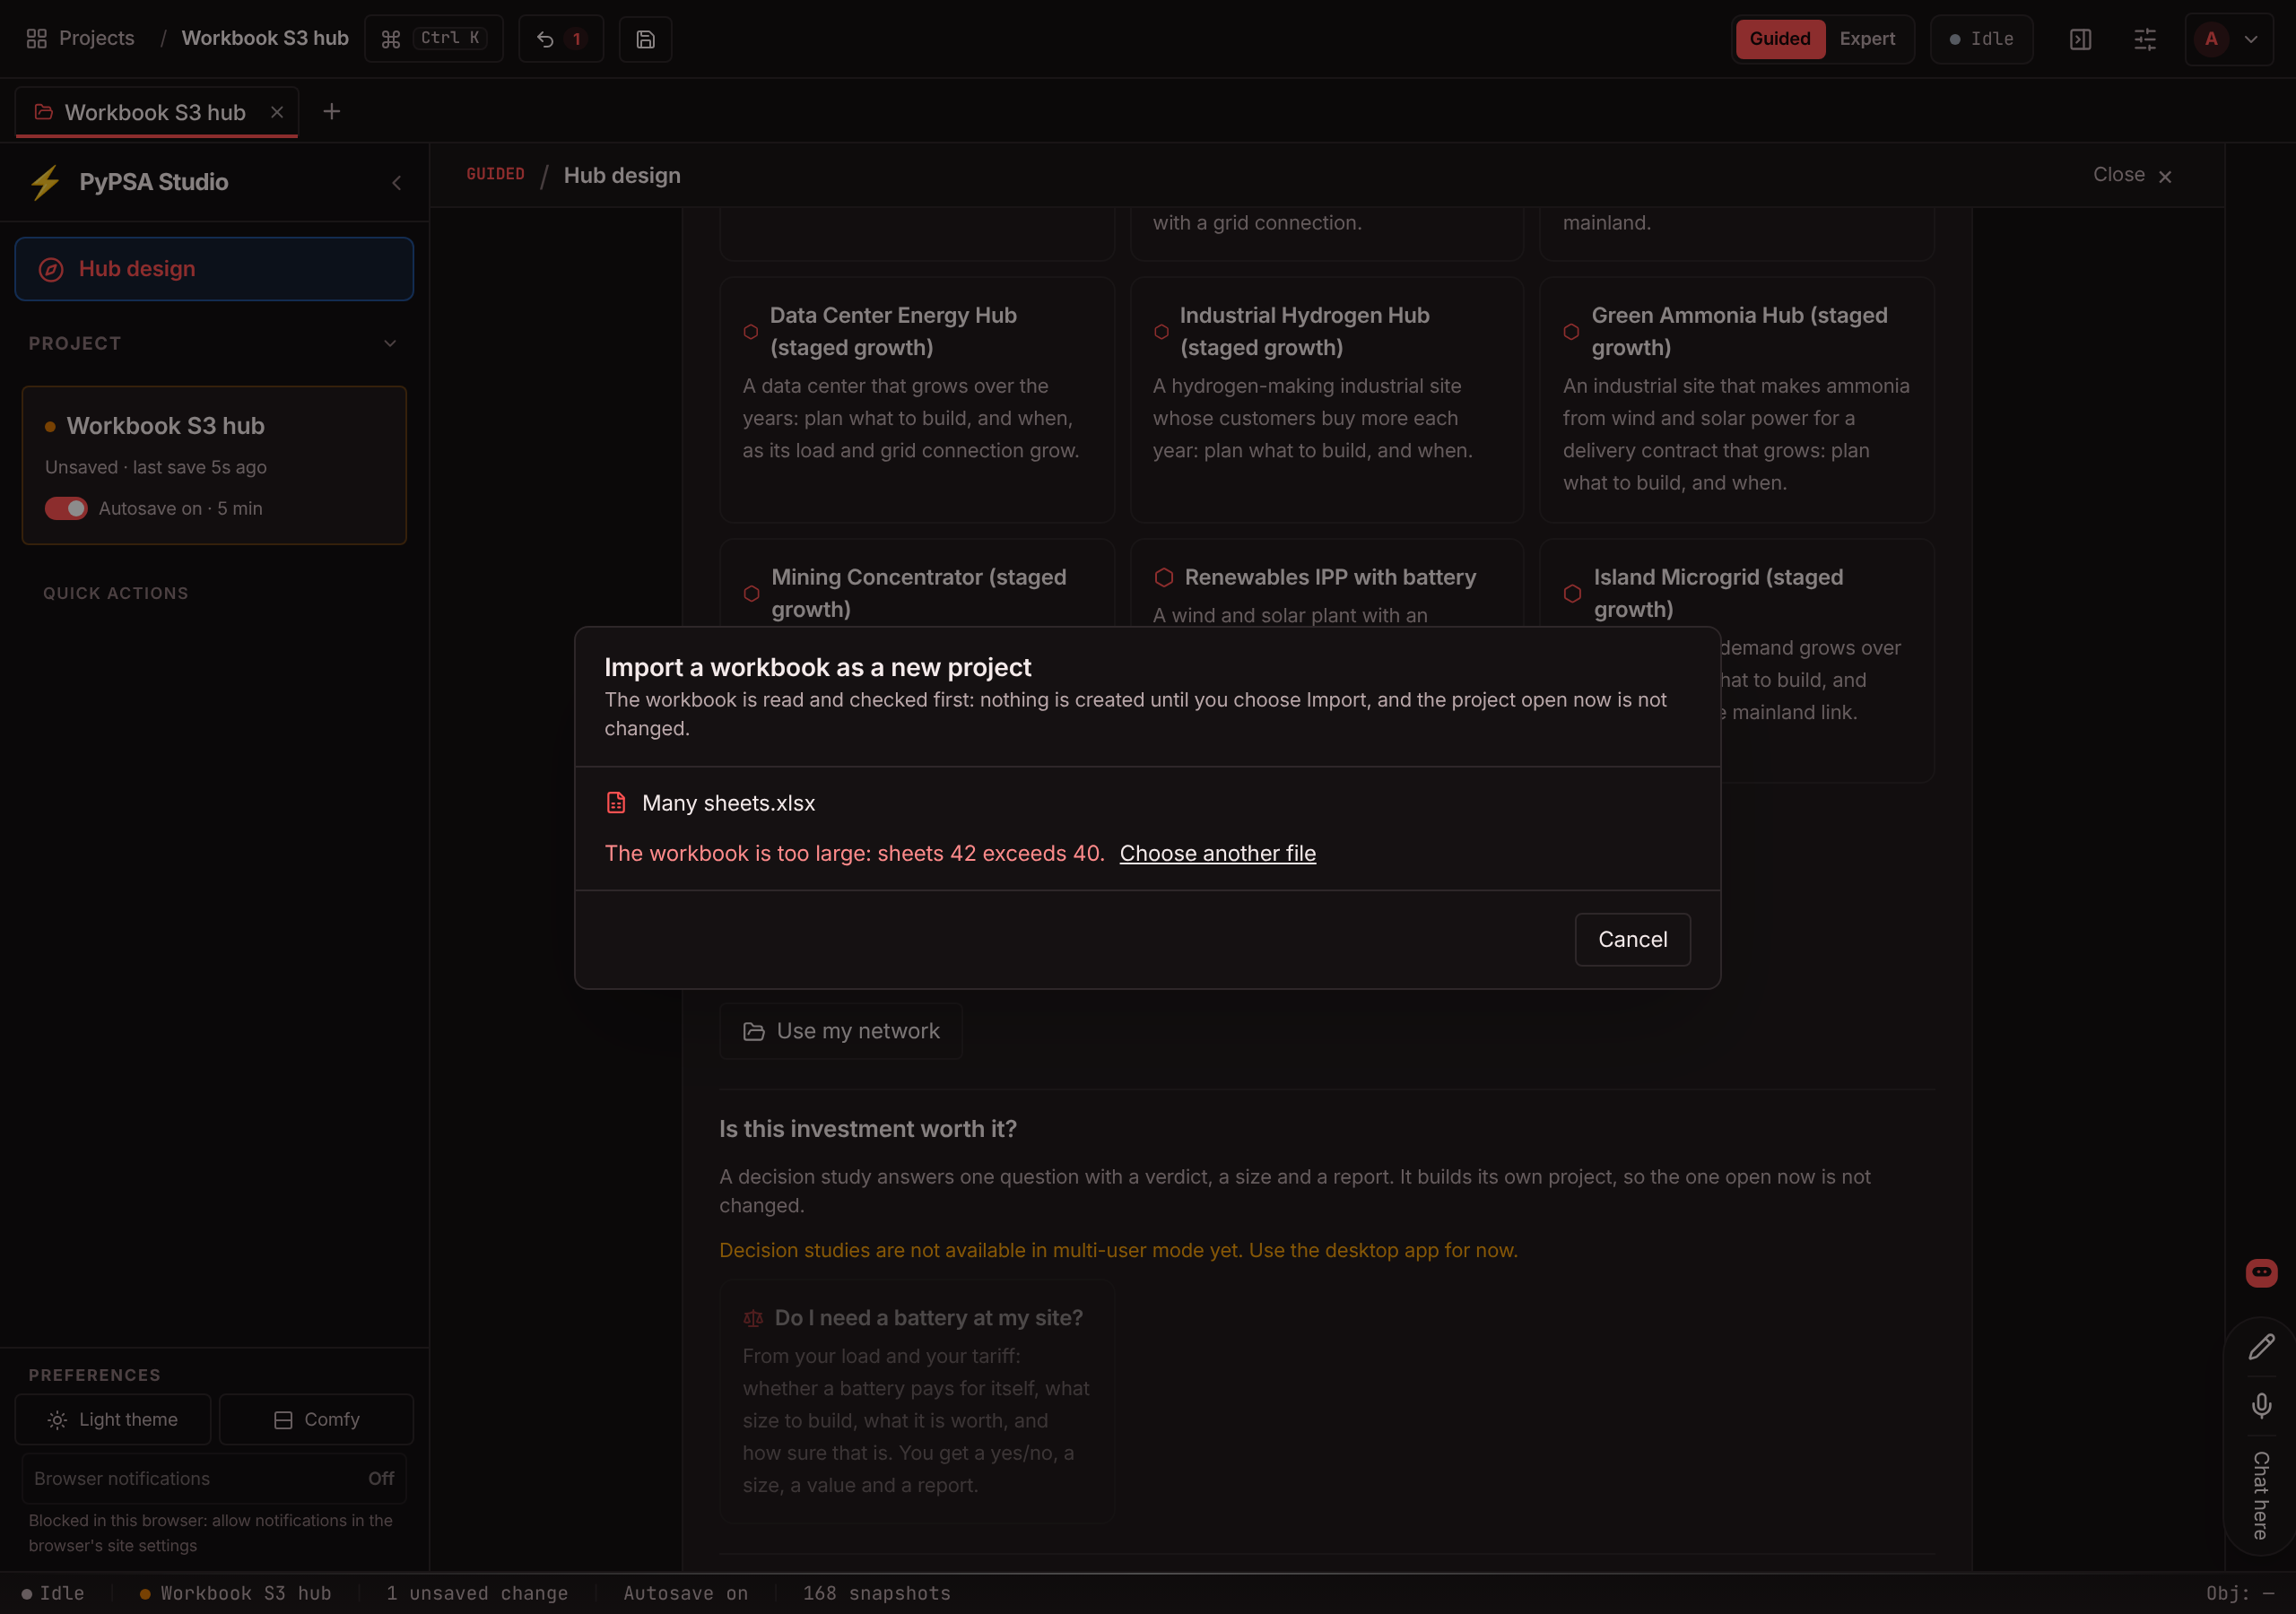 Projects / Workbook S3 hub Ctrl K 1 Guided Expert Idle A
Workbook S3 hub
PyPSA Studio
GUIDED / Hub design Close
Hub design
PROJECT
Workbook S3 hub
Unsaved · last save 5s ago
Autosave on · 5 min
QUICK ACTIONS
with a grid connection.
mainland.
Data Center Energy Hub
(staged growth)
A data center that grows over the
years: plan what to build, and when,
as its load and grid connection grow.
Industrial Hydrogen Hub
(staged growth)
A hydrogen-making industrial site
whose customers buy more each
year: plan what to build, and when.
Green Ammonia Hub (staged
growth)
An industrial site that makes ammonia
from wind and solar power for a
delivery contract that grows: plan
what to build, and when.
Mining Concentrator (staged
growth)
Renewables IPP with battery
A wind and solar plant with an
Island Microgrid (staged
growth)
demand grows over
hat to build, and
mainland link.
Import a workbook as a new project
The workbook is read and checked first: nothing is created until you choose Import, and the project open now is not
changed.
Many sheets.xlsx
The workbook is too large: sheets 42 exceeds 40. Choose another file
Cancel
Use my network
Is this investment worth it?
A decision study answers one question with a verdict, a size and a report. It builds its own project, so the one open now is not
changed.
Decision studies are not available in multi-user mode yet. Use the desktop app for now.
Do I need a battery at my site?
From your load and your tariff:
whether a battery pays for itself, what
size to build, what it is worth, and
how sure that is. You get a yes/no, a
size, a value and a report.
PREFERENCES
Light theme
Comfy
Browser notifications Off
Blocked in this browser: allow notifications in the
browser's site settings
Chat here
Idle Workbook S3 hub 1 unsaved change Autosave on 168 snapshots Obj: —